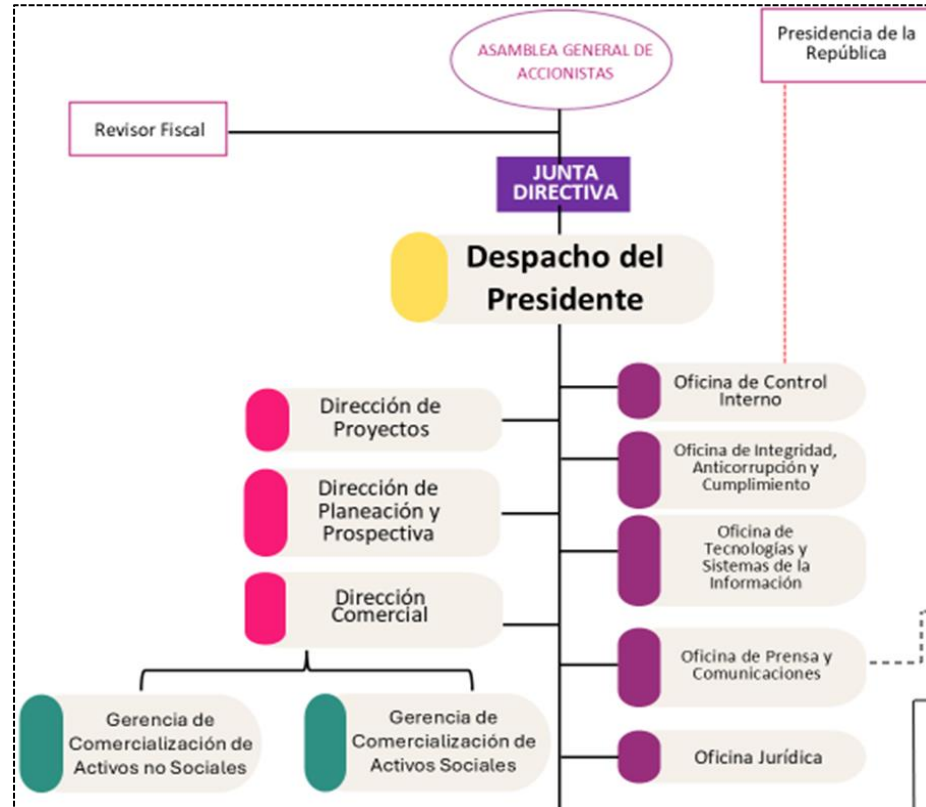 ASAMBLEA GENERAL DE
ACCIONISTAS
Presidencia de la
República
Revisor Fiscal
JUNTA
DIRECTIVA
Despacho del
Presidente
Oficina de Control
Interno
Dirección de
Proyectos
Oficina de Integridad,
Anticorrupción y
Cumplimiento
Dirección de
Planeación y
Prospectiva
Oficina de
Tecnologías y
Sistemas de la
Información
Dirección
Comercial
Oficina de Prensa y
Comunicaciones
Gerencia de
Comercialización de
Activos no Sociales
Gerencia de
Comercialización de
Activos Sociales
Oficina Jurídica